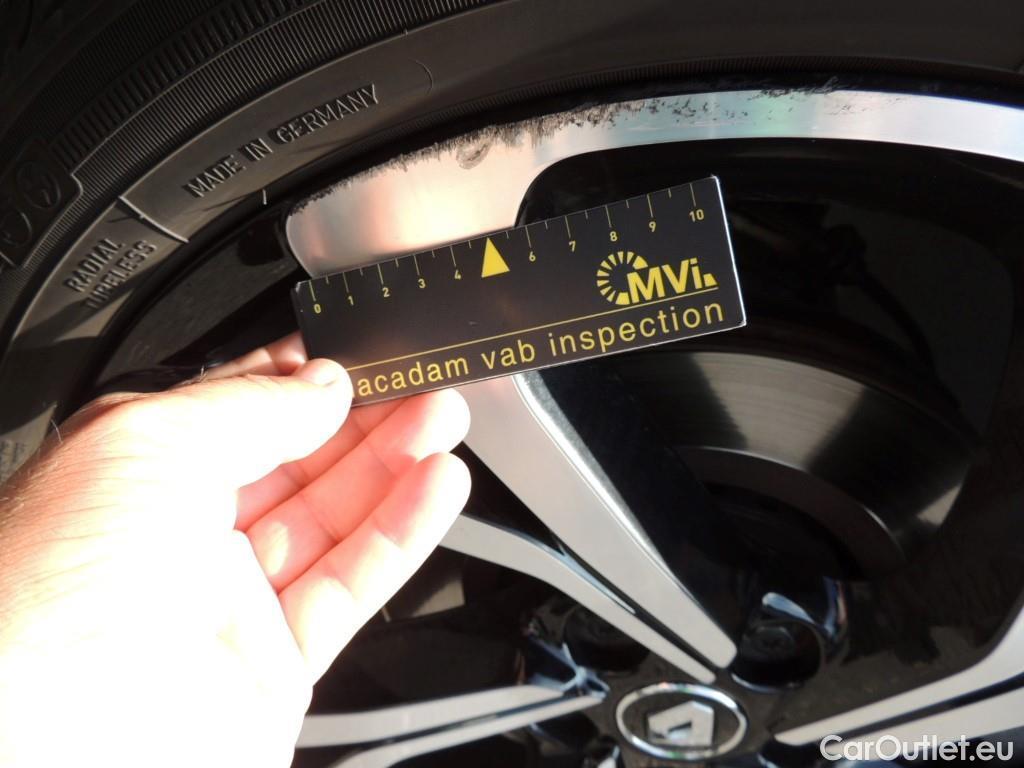 MADE IN GERMANY
RADIAL
TUBELESS
0 1 2 3 4 6 7 8 9 10
MVi
macadam vab inspection
CarOutlet.eu